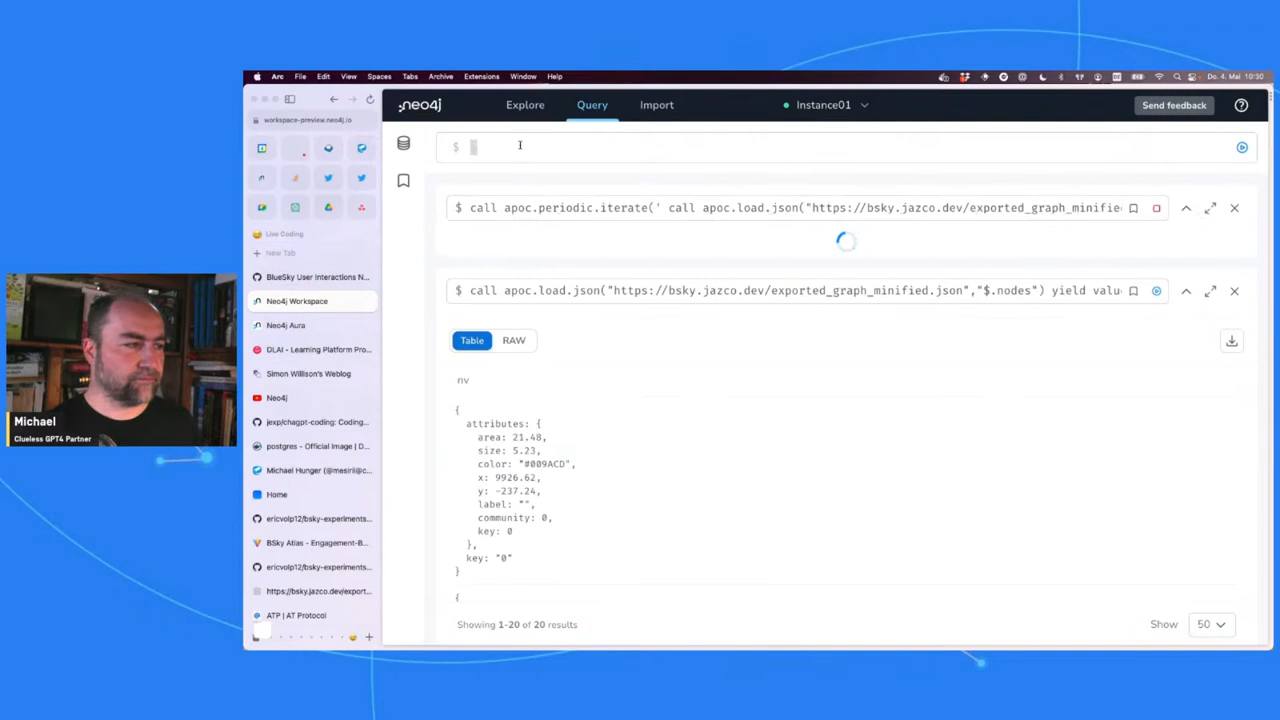 Arc File Edit View Spaces Tabs Archive Extensions Window Help
Do. 4. Mai 10:30
workspace-preview.neo4j.io
Live Coding
New Tab
BlueSky User Interactions N...
Neo4j Workspace
Neo4j Aura
DLAI - Learning Platform Pro...
Simon Willison's Weblog
Neo4j
jexp/chagpt-coding: Coding...
postgres - Official Image | D...
Michael Hunger (@mesirii@c...
Home
ericvolp12/bsky-experiments...
BSky Atlas - Engagement-B...
ericvolp12/bsky-experiments...
https://bsky.jazco.dev/export...
ATP | AT Protocol
Michael
Clueless GPT4 Partner
neo4j
Explore
Query
Import
Instance01
Send feedback
$
$ call apoc.periodic.iterate(' call apoc.load.json("https://bsky.jazco.dev/exported_graph_minifie
$ call apoc.load.json("https://bsky.jazco.dev/exported_graph_minified.json","$.nodes") yield valu
Table
RAW
nv
{
attributes: {
area: 21.48,
size: 5.23,
color: "#009ACD",
x: 9926.62,
y: -237.24,
label: "",
community: 0,
key: 0
},
key: "0"
}
{
Showing 1-20 of 20 results
Show 50